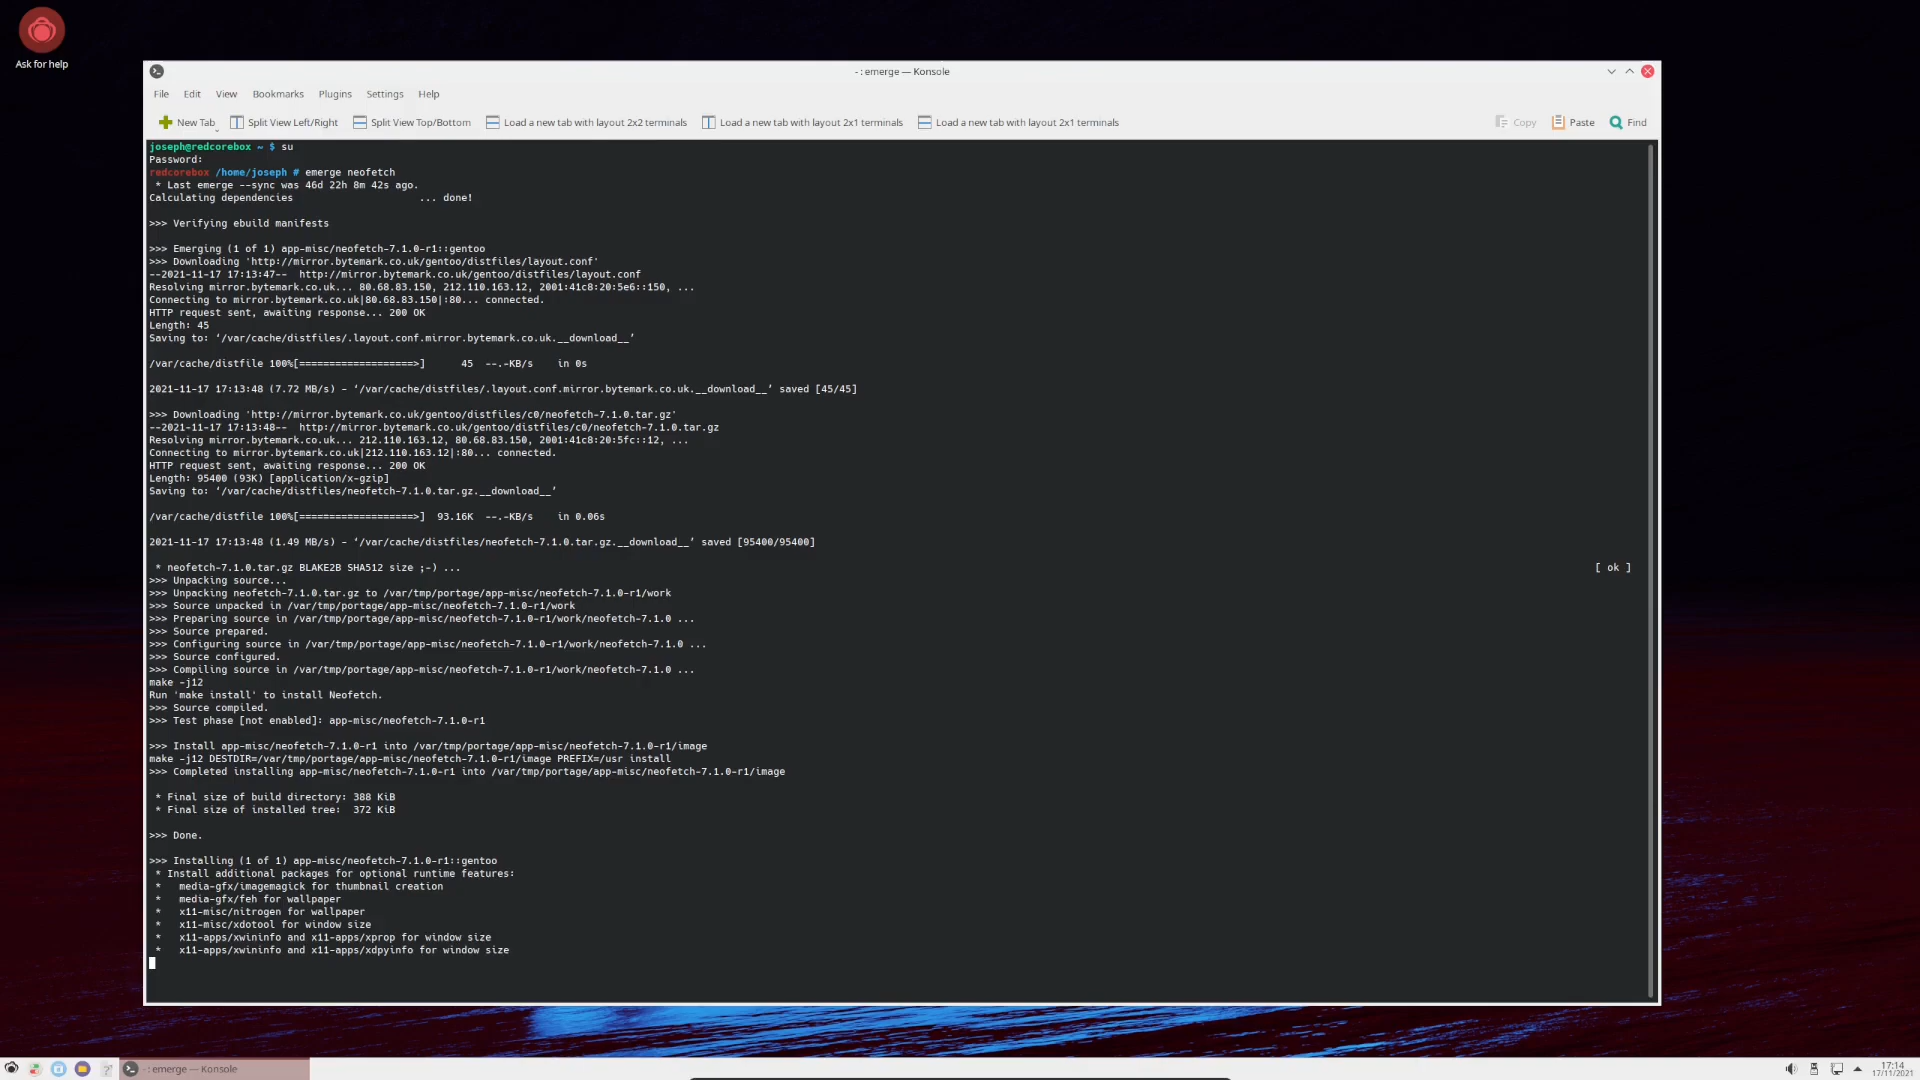 Ask for help
- : emerge — Konsole
File Edit View Bookmarks Plugins Settings Help
New Tab Split View Left/Right Split View Top/Bottom Load a new tab with layout 2x2 terminals Load a new tab with layout 2x1 terminals Load a new tab with layout 2x1 terminals Copy Paste Find
joseph@redcorebox ~ $ su
Password:
redcorebox /home/joseph # emerge neofetch
 * Last emerge --sync was 46d 22h 8m 42s ago.
Calculating dependencies                     ... done!
>>> Verifying ebuild manifests
>>> Emerging (1 of 1) app-misc/neofetch-7.1.0-r1::gentoo
>>> Downloading 'http://mirror.bytemark.co.uk/gentoo/distfiles/layout.conf'
--2021-11-17 17:13:47--  http://mirror.bytemark.co.uk/gentoo/distfiles/layout.conf
Resolving mirror.bytemark.co.uk... 80.68.83.150, 212.110.163.12, 2001:41c8:20:5e6::150, ...
Connecting to mirror.bytemark.co.uk|80.68.83.150|:80... connected.
HTTP request sent, awaiting response... 200 OK
Length: 45
Saving to: ‘/var/cache/distfiles/.layout.conf.mirror.bytemark.co.uk.__download__’
/var/cache/distfile 100%[===================>]      45  --.-KB/s    in 0s
2021-11-17 17:13:48 (7.72 MB/s) - ‘/var/cache/distfiles/.layout.conf.mirror.bytemark.co.uk.__download__’ saved [45/45]
>>> Downloading 'http://mirror.bytemark.co.uk/gentoo/distfiles/c0/neofetch-7.1.0.tar.gz'
--2021-11-17 17:13:48--  http://mirror.bytemark.co.uk/gentoo/distfiles/c0/neofetch-7.1.0.tar.gz
Resolving mirror.bytemark.co.uk... 212.110.163.12, 80.68.83.150, 2001:41c8:20:5fc::12, ...
Connecting to mirror.bytemark.co.uk|212.110.163.12|:80... connected.
HTTP request sent, awaiting response... 200 OK
Length: 95400 (93K) [application/x-gzip]
Saving to: ‘/var/cache/distfiles/neofetch-7.1.0.tar.gz.__download__’
/var/cache/distfile 100%[===================>]  93.16K  --.-KB/s    in 0.06s
2021-11-17 17:13:48 (1.49 MB/s) - ‘/var/cache/distfiles/neofetch-7.1.0.tar.gz.__download__’ saved [95400/95400]
 * neofetch-7.1.0.tar.gz BLAKE2B SHA512 size ;-) ... [ ok ]
>>> Unpacking source...
>>> Unpacking neofetch-7.1.0.tar.gz to /var/tmp/portage/app-misc/neofetch-7.1.0-r1/work
>>> Source unpacked in /var/tmp/portage/app-misc/neofetch-7.1.0-r1/work
>>> Preparing source in /var/tmp/portage/app-misc/neofetch-7.1.0-r1/work/neofetch-7.1.0 ...
>>> Source prepared.
>>> Configuring source in /var/tmp/portage/app-misc/neofetch-7.1.0-r1/work/neofetch-7.1.0 ...
>>> Source configured.
>>> Compiling source in /var/tmp/portage/app-misc/neofetch-7.1.0-r1/work/neofetch-7.1.0 ...
make -j12
Run 'make install' to install Neofetch.
>>> Source compiled.
>>> Test phase [not enabled]: app-misc/neofetch-7.1.0-r1
>>> Install app-misc/neofetch-7.1.0-r1 into /var/tmp/portage/app-misc/neofetch-7.1.0-r1/image
make -j12 DESTDIR=/var/tmp/portage/app-misc/neofetch-7.1.0-r1/image PREFIX=/usr install
>>> Completed installing app-misc/neofetch-7.1.0-r1 into /var/tmp/portage/app-misc/neofetch-7.1.0-r1/image
 * Final size of build directory: 388 KiB
 * Final size of installed tree:  372 KiB
>>> Done.
>>> Installing (1 of 1) app-misc/neofetch-7.1.0-r1::gentoo
 * Install additional packages for optional runtime features:
 *   media-gfx/imagemagick for thumbnail creation
 *   media-gfx/feh for wallpaper
 *   x11-misc/nitrogen for wallpaper
 *   x11-misc/xdotool for window size
 *   x11-apps/xwininfo and x11-apps/xprop for window size
 *   x11-apps/xwininfo and x11-apps/xdpyinfo for window size
- : emerge — Konsole
17:14
17/11/2021